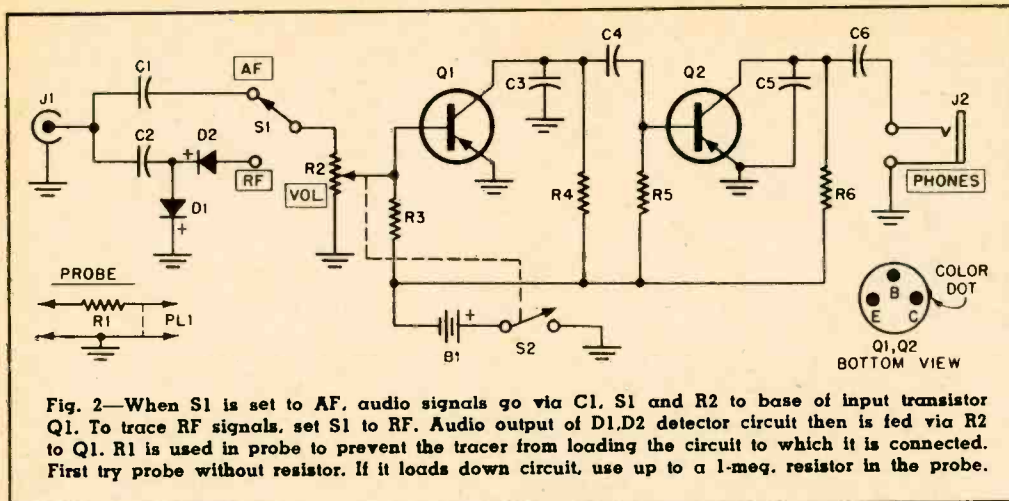 C1
AF
J1
S1
C2
D2
RF
D1
R2
VOL
R3
Q1
C3
C4
R4
R5
Q2
C5
C6
R6
J2
PHONES
PROBE
R1
PL1
B1
+
S2
+
+
B
E
C
COLOR
DOT
Q1,Q2
BOTTOM VIEW
Fig. 2—When S1 is set to AF, audio signals go via C1, S1 and R2 to base of input transistor
Q1. To trace RF signals, set S1 to RF. Audio output of D1,D2 detector circuit then is fed via R2
to Q1. R1 is used in probe to prevent the tracer from loading the circuit to which it is connected.
First try probe without resistor. If it loads down circuit, use up to a 1-meg. resistor in the probe.